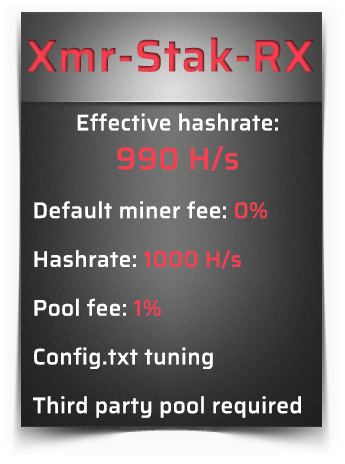 Xmr-Stak-RX
Effective hashrate:
990 H/s
Default miner fee: 0%
Hashrate: 1000 H/s
Pool fee: 1%
Config.txt tuning
Third party pool required